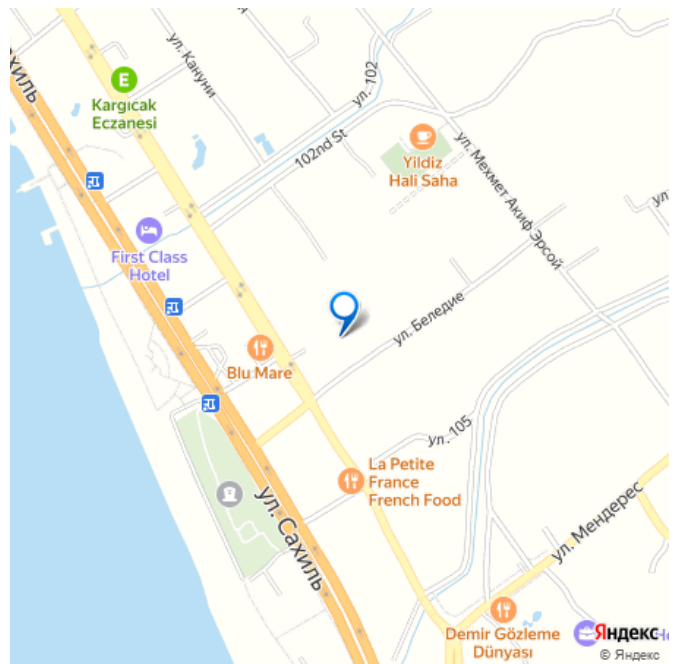 Сахиль
ул. Кануни
ул. 102
E
Kargıcak
Eczanesi
102nd St
Yildiz
Hali Saha
ул. Мехмет Акиф Эрсой
ул
First Class
Hotel
ул. Беледие
Blu Mare
ул. 105
La Petite
France
French Food
ул. Сахиль
ул. Мендерес
Demir Gözleme
Dünyası
Яндекс
© Яндекс